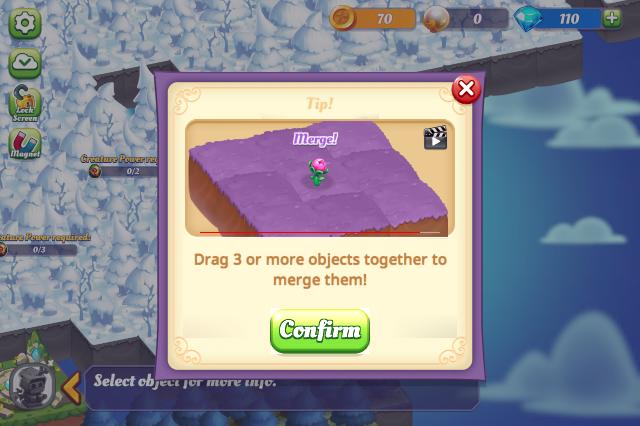 70
0
110
Tip!
Lock
Screen
Merge!
Magnet
Creature Power req
0/2
ature Power required:
0/3
Drag 3 or more objects together to
merge them!
Confirm
Select object for more info.